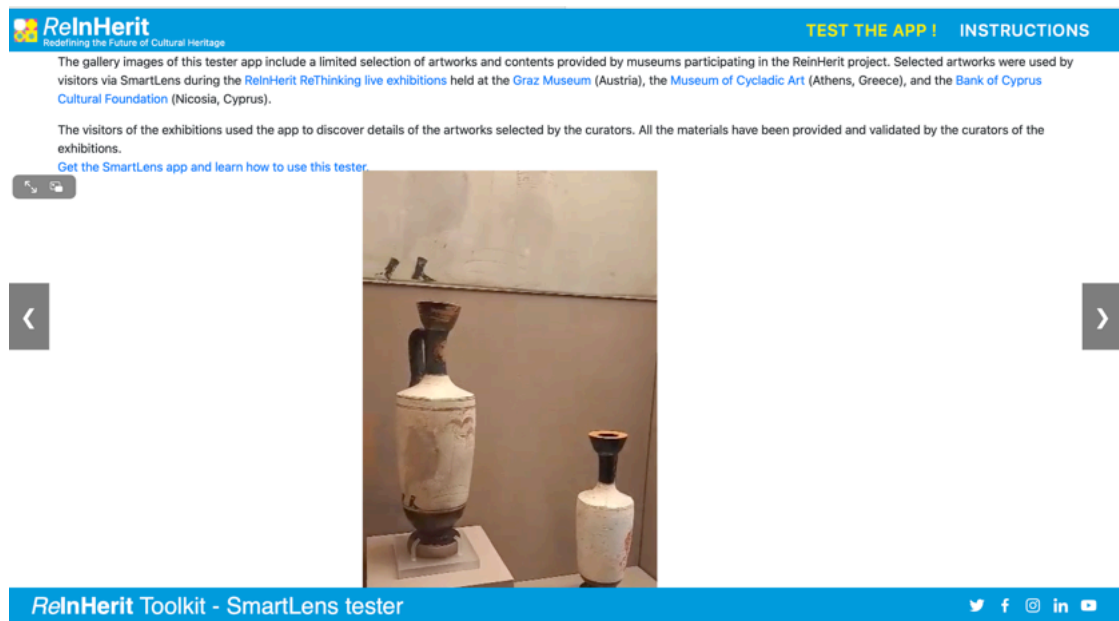 ReInHerit
Redefining the Future of Cultural Heritage
TEST THE APP ! INSTRUCTIONS
The gallery images of this tester app include a limited selection of artworks and contents provided by museums participating in the ReinHerit project. Selected artworks were used by
visitors via SmartLens during the ReInHerit ReThinking live exhibitions held at the Graz Museum (Austria), the Museum of Cycladic Art (Athens, Greece), and the Bank of Cyprus
Cultural Foundation (Nicosia, Cyprus).
The visitors of the exhibitions used the app to discover details of the artworks selected by the curators. All the materials have been provided and validated by the curators of the
exhibitions.
Get the SmartLens app and learn how to use this tester.
ReInHerit Toolkit - SmartLens tester